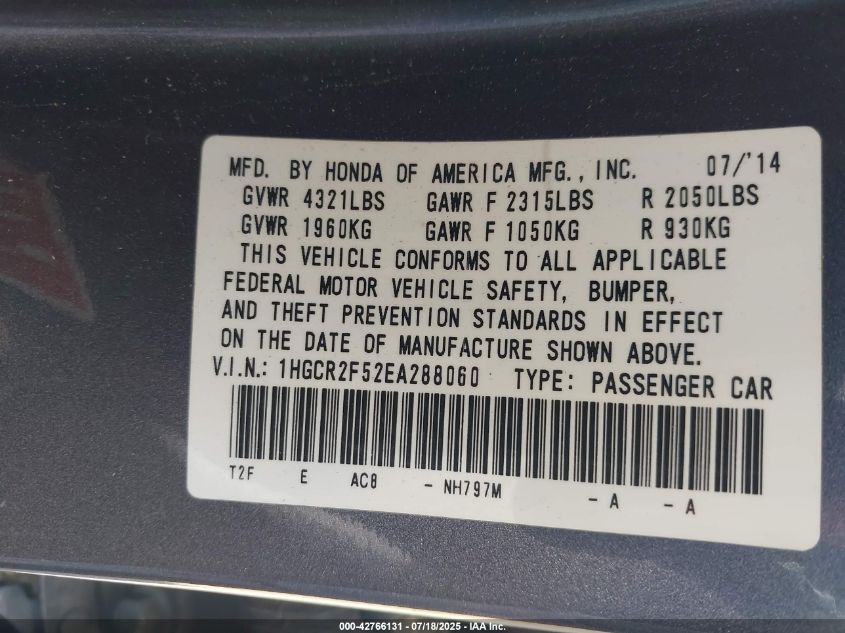 MFD. BY HONDA OF AMERICA MFG., INC. 07/'14
GVWR 4321LBS GAWR F 2315LBS R 2050LBS
GVWR 1960KG GAWR F 1050KG R 930KG
THIS VEHICLE CONFORMS TO ALL APPLICABLE
FEDERAL MOTOR VEHICLE SAFETY, BUMPER,
AND THEFT PREVENTION STANDARDS IN EFFECT
ON THE DATE OF MANUFACTURE SHOWN ABOVE.
V.I.N.: 1HGCR2F52EA288060 TYPE: PASSENGER CAR
T2F E AC8 - NH797M - A - A
000-42766131 - 07/18/2025 - IAA Inc.